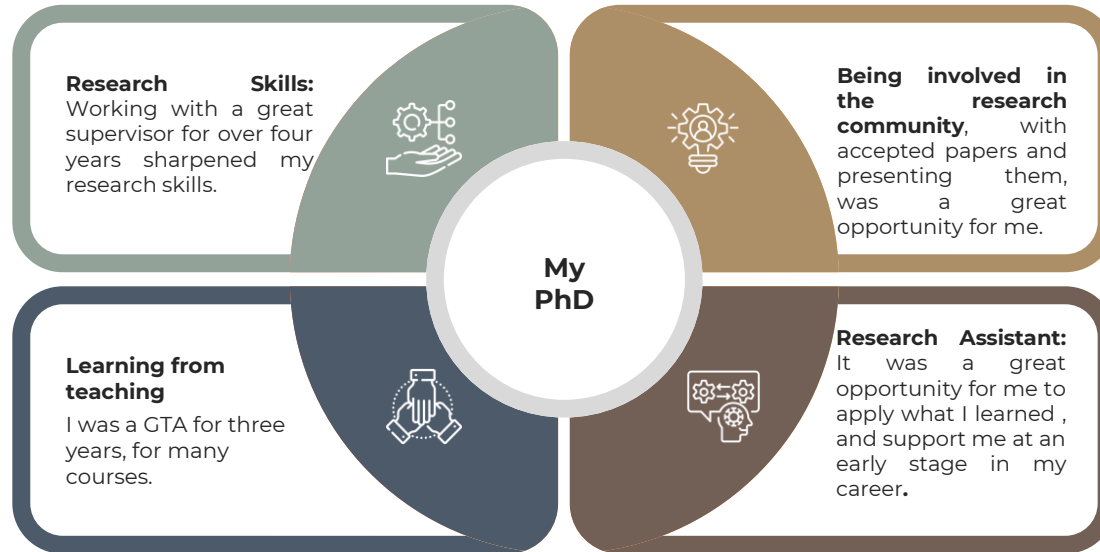 Research Skills:
Working with a great
supervisor for over four
years sharpened my
research skills.
Being involved in
the research
community, with
accepted papers and
presenting them,
was a great
opportunity for me.
My
PhD
Learning from
teaching
I was a GTA for three
years, for many
courses.
Research Assistant:
It was a great
opportunity for me to
apply what I learned ,
and support me at an
early stage in my
career.